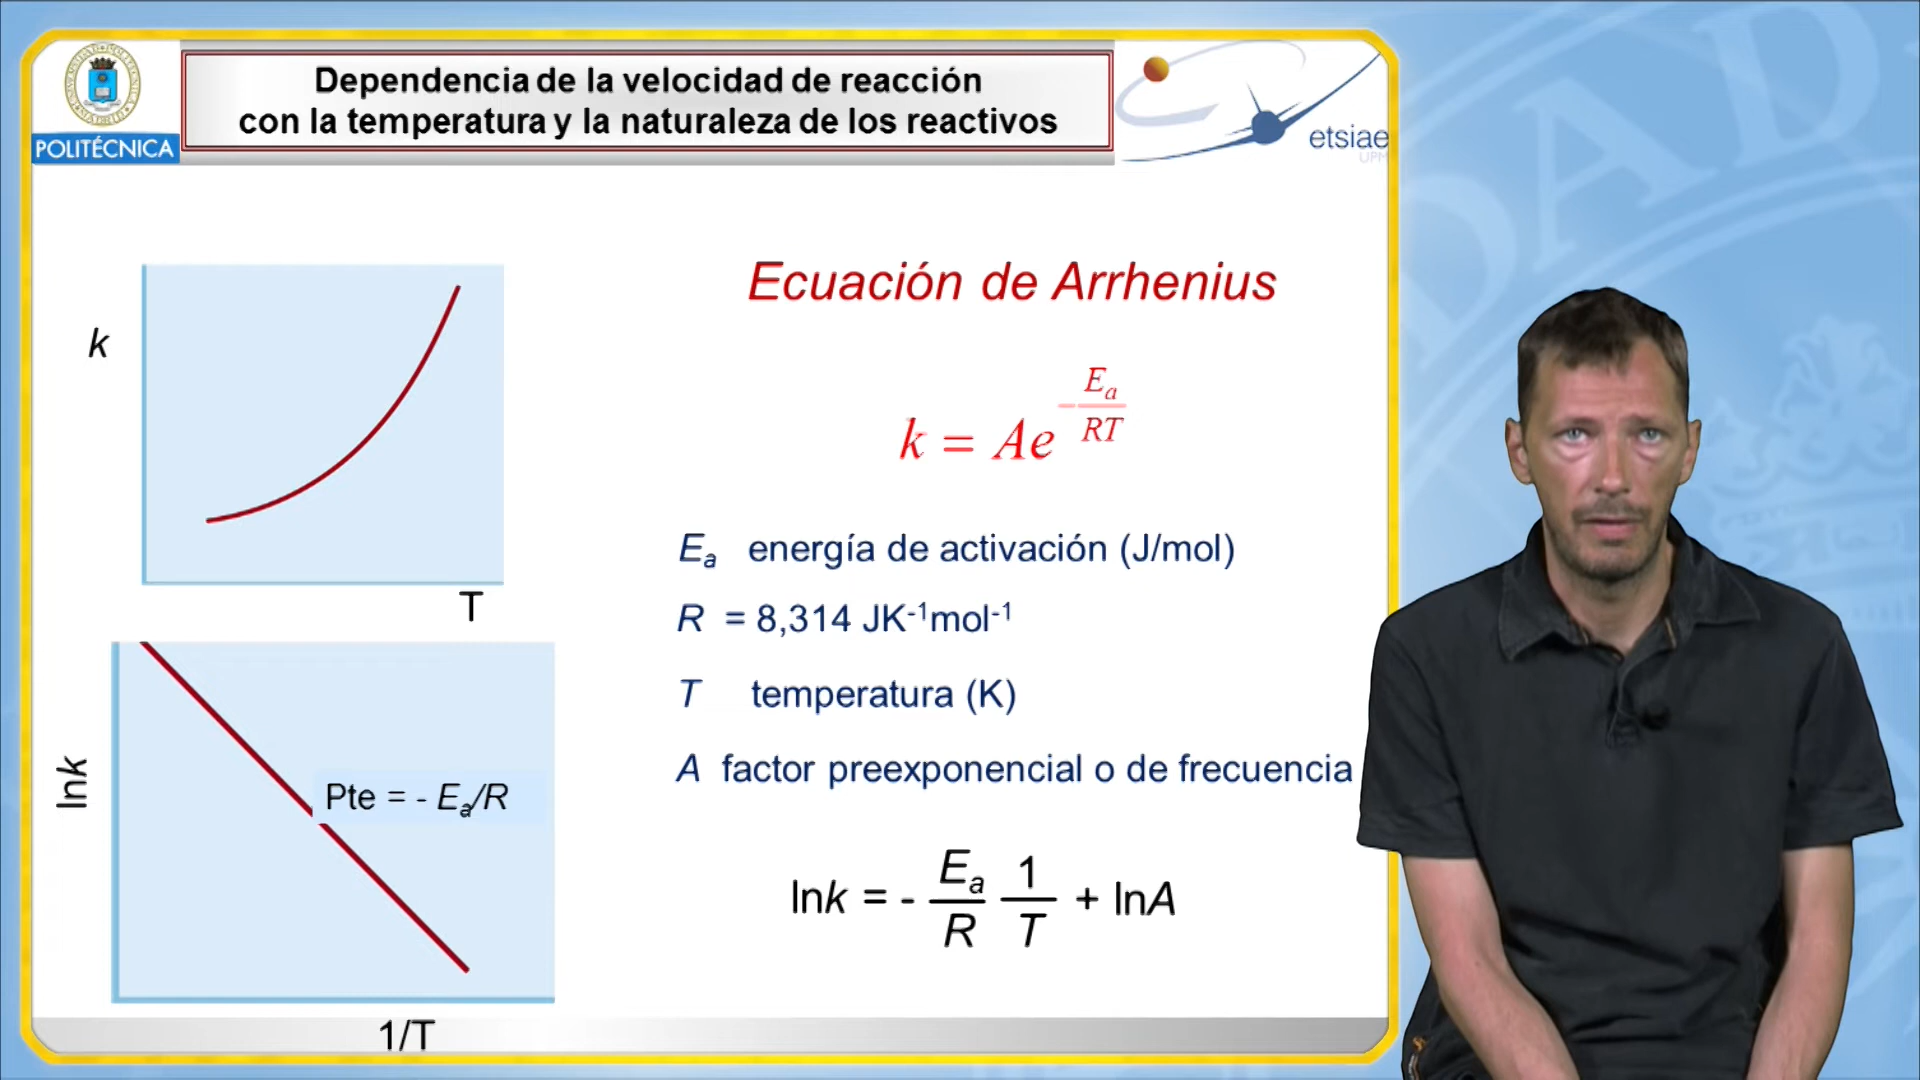 Dependencia de la velocidad de reacción
con la temperatura y la naturaleza de los reactivos
POLITÉCNICA
etsiae
UPM
k
T
lnk
Pte = - Ea/R
1/T
Ecuación de Arrhenius
k = Ae^-Ea/RT
Ea energía de activación (J/mol)
R = 8,314 JK-1mol-1
T temperatura (K)
A factor preexponencial o de frecuencia
lnk = - Ea/R 1/T + lnA